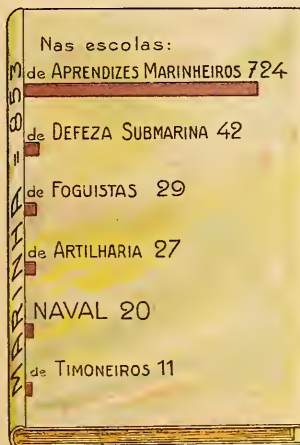 MARINHA = 853
Nas escolas:
de APRENDIZES MARINHEIROS 724
de DEFEZA SUBMARINA 42
de FOGUISTAS 29
de ARTILHARIA 27
NAVAL 20
de TIMONEIROS 11